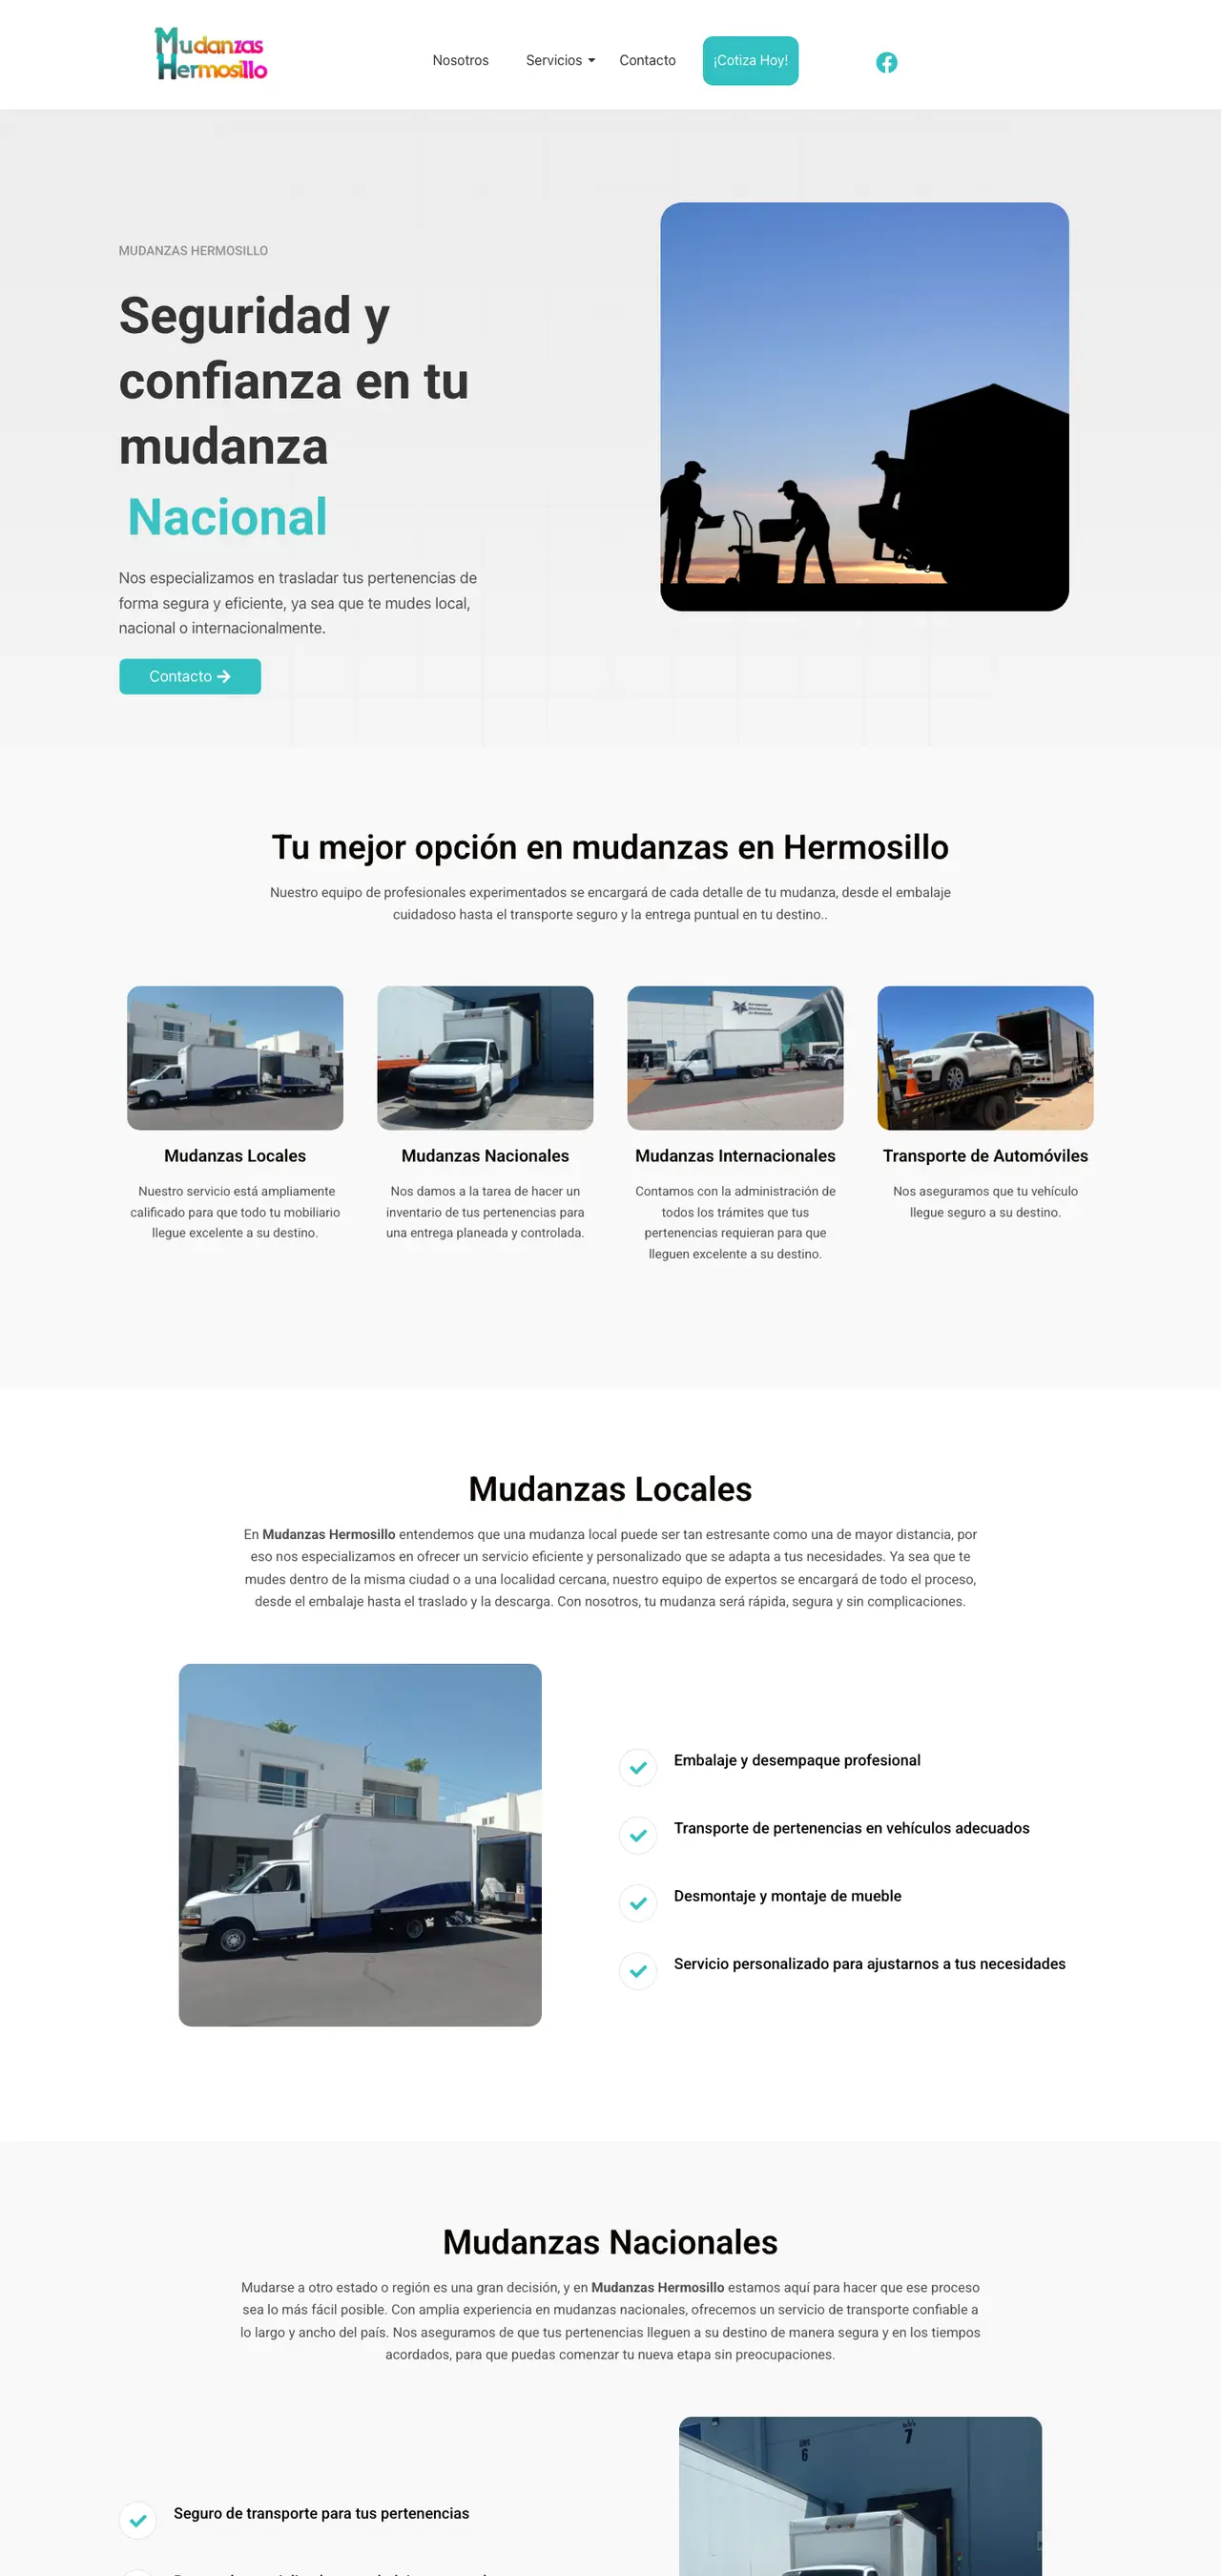 Mudanzas
Hermosillo
Nosotros
Servicios
Contacto
¡Cotiza Hoy!
MUDANZAS HERMOSILLO
Seguridad y
confianza en tu
mudanza
Nacional
Nos especializamos en trasladar tus pertenencias de
forma segura y eficiente, ya sea que te mudes local,
nacional o internacionalmente.
Contacto
Tu mejor opción en mudanzas en Hermosillo
Nuestro equipo de profesionales experimentados se encargará de cada detalle de tu mudanza, desde el embalaje
cuidadoso hasta el transporte seguro y la entrega puntual en tu destino..
Mudanzas Locales
Nuestro servicio está ampliamente
calificado para que todo tu mobiliario
llegue excelente a su destino.
Mudanzas Nacionales
Nos damos a la tarea de hacer un
inventario de tus pertenencias para
una entrega planeada y controlada.
Mudanzas Internacionales
Contamos con la administración de
todos los trámites que tus
pertenencias requieran para que
lleguen excelente a su destino.
Transporte de Automóviles
Nos aseguramos que tu vehículo
llegue seguro a su destino.
Mudanzas Locales
En Mudanzas Hermosillo entendemos que una mudanza local puede ser tan estresante como una de mayor distancia, por
eso nos especializamos en ofrecer un servicio eficiente y personalizado que se adapta a tus necesidades. Ya sea que te
mudes dentro de la misma ciudad o a una localidad cercana, nuestro equipo de expertos se encargará de todo el proceso,
desde el embalaje hasta el traslado y la descarga. Con nosotros, tu mudanza será rápida, segura y sin complicaciones.
Embalaje y desempaque profesional
Transporte de pertenencias en vehículos adecuados
Desmontaje y montaje de mueble
Servicio personalizado para ajustarnos a tus necesidades
Mudanzas Nacionales
Mudarse a otro estado o región es una gran decisión, y en Mudanzas Hermosillo estamos aquí para hacer que ese proceso
sea lo más fácil posible. Con amplia experiencia en mudanzas nacionales, ofrecemos un servicio de transporte confiable a
lo largo y ancho del país. Nos aseguramos de que tus pertenencias lleguen a su destino de manera segura y en los tiempos
acordados, para que puedas comenzar tu nueva etapa sin preocupaciones.
6
7
Seguro de transporte para tus pertenencias